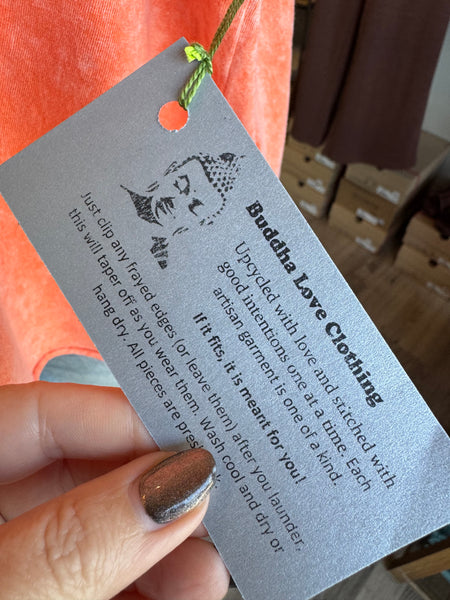 Buddha Love Clothing
Upcycled with love and stitched with
good intentions one at a time. Each
artisan garment is one of a kind.
If it fits, it is meant for you!
Just clip any frayed edges (or leave them) after you launder,
this will taper off as you wear them. Wash cool and dry or
hang dry. All pieces are